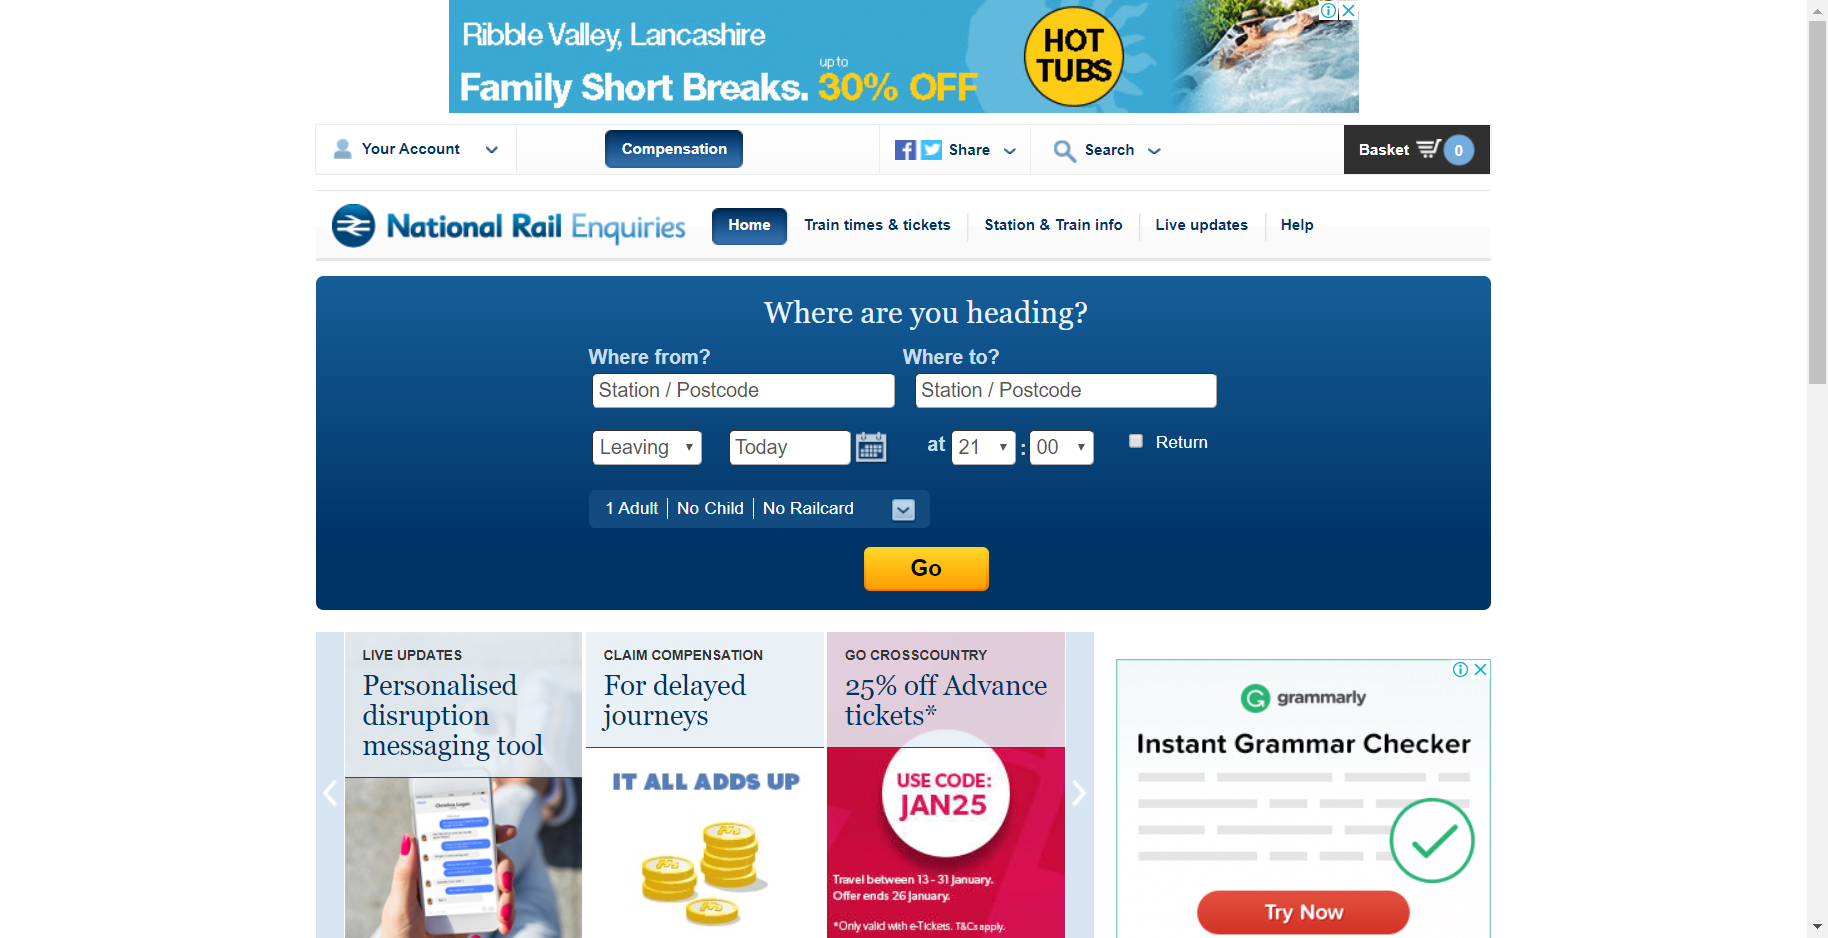 Ribble Valley, Lancashire
Family Short Breaks. up to 30% OFF
HOT
TUBS
Your Account
Compensation
Share
Search
Basket 0
National Rail Enquiries
Home
Train times & tickets
Station & Train info
Live updates
Help
Where are you heading?
Where from?
Where to?
Station / Postcode
Station / Postcode
Leaving
Today
at 21 : 00
Return
1 Adult
No Child
No Railcard
Go
LIVE UPDATES
Personalised
disruption
messaging tool
CLAIM COMPENSATION
For delayed
journeys
IT ALL ADDS UP
GO CROSSCOUNTRY
25% off Advance
tickets*
USE CODE:
JAN25
Travel between 13 - 31 January.
Offer ends 26 January.
*Only valid with e-Tickets. T&Cs apply.
grammarly
Instant Grammar Checker
Try Now